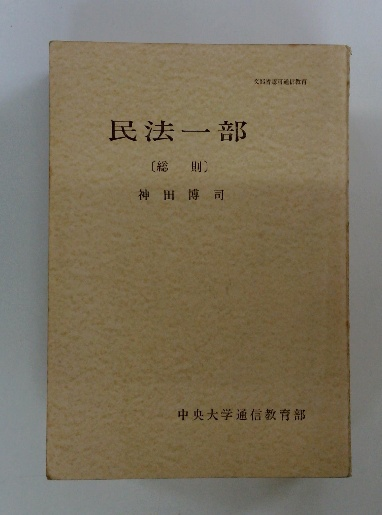 文部省認可通信教育
民法一部
〔総則〕
神田博司
中央大学通信教育部